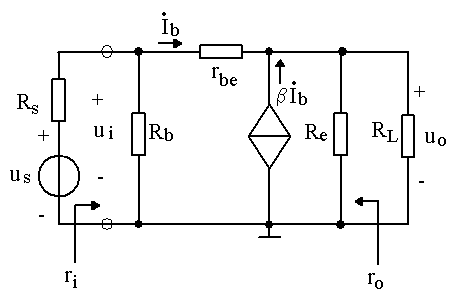 İb
rbe
βİb
Rs
+
+
ui
Rb
Re
RL
+
uo
+
us
-
-
-
ri
ro